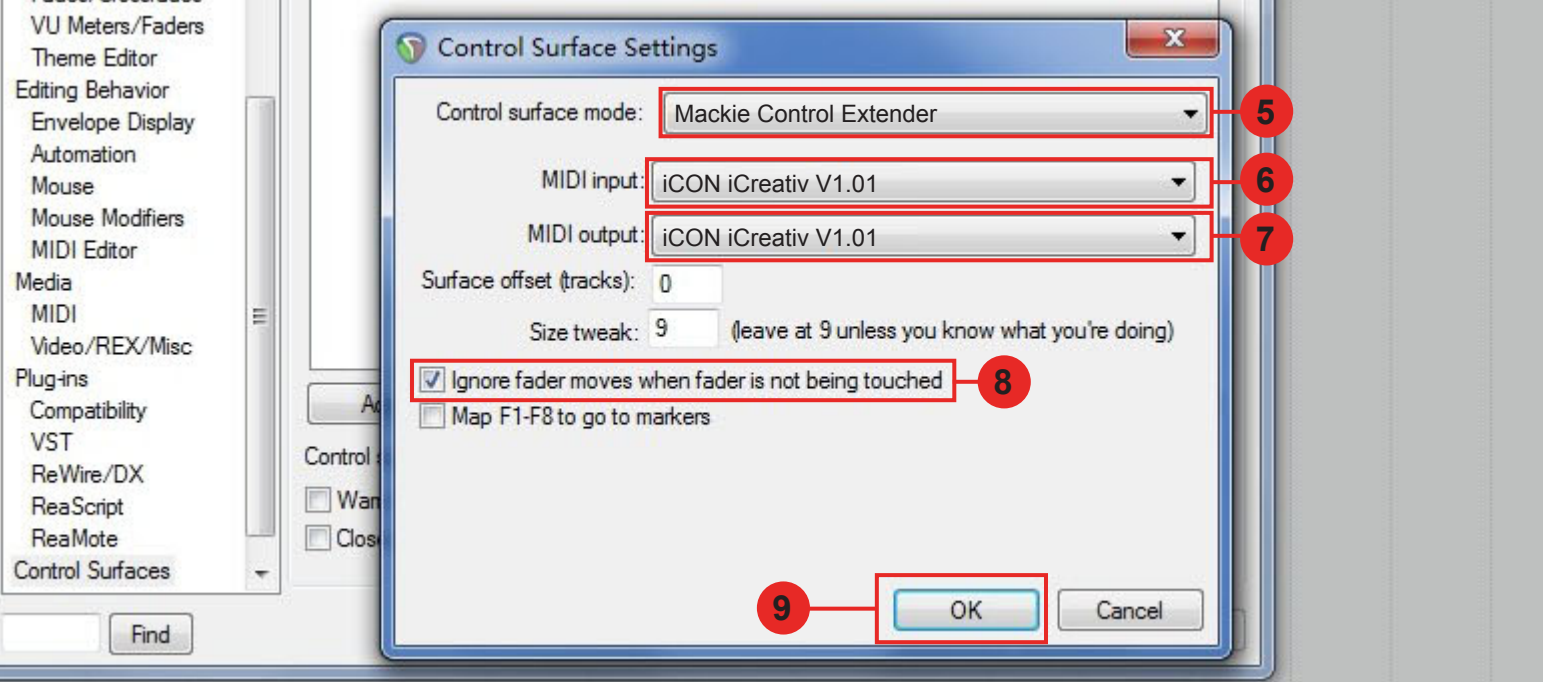 VU Meters/Faders
Theme Editor
Editing Behavior
Envelope Display
Automation
Mouse
Mouse Modifiers
MIDI Editor
Media
MIDI
Video/REX/Misc
Plug-ins
Compatibility
VST
ReWire/DX
ReaScript
ReaMote
Control Surfaces
Find
Control
Control Surface Settings
Control surface mode: Mackie Control Extender 5
MIDI input: iCON iCreativ V1.01 6
MIDI output: iCON iCreativ V1.01 7
Surface offset (tracks): 0
Size tweak: 9 (leave at 9 unless you know what you're doing)
Ignore fader moves when fader is not being touched 8
Map F1-F8 to go to markers
9 OK Cancel